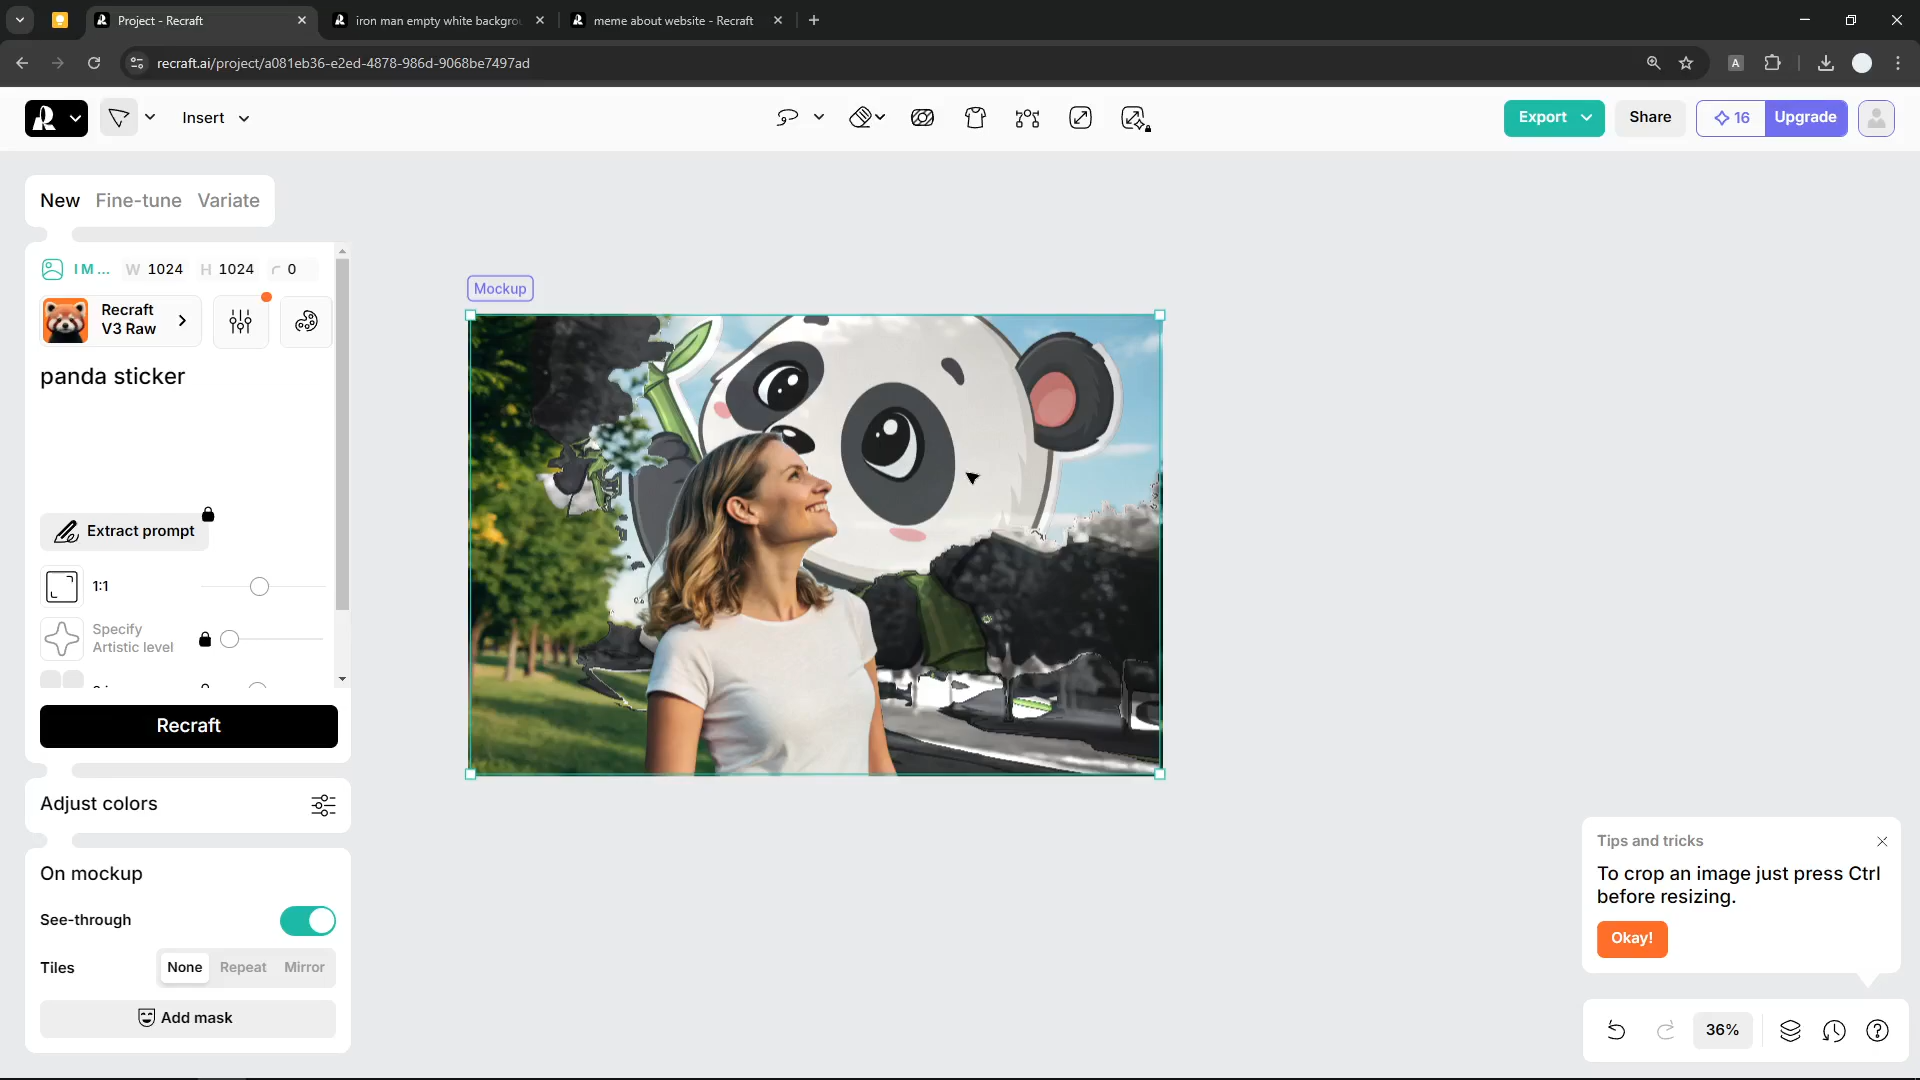 Project - Recraft
iron man empty white backgrou
meme about website - Recraft
recraft.ai/project/a081eb36-e2ed-4878-986d-9068be7497ad
A
Insert
Export
Share
16
Upgrade
New
Fine-tune
Variate
I M ...
W 1024
H 1024
0
Recraft
V3 Raw
panda sticker
Extract prompt
1:1
Specify
Artistic level
Recraft
Adjust colors
On mockup
See-through
Tiles
None
Repeat
Mirror
Add mask
Mockup
Tips and tricks
To crop an image just press Ctrl
before resizing.
Okay!
36%